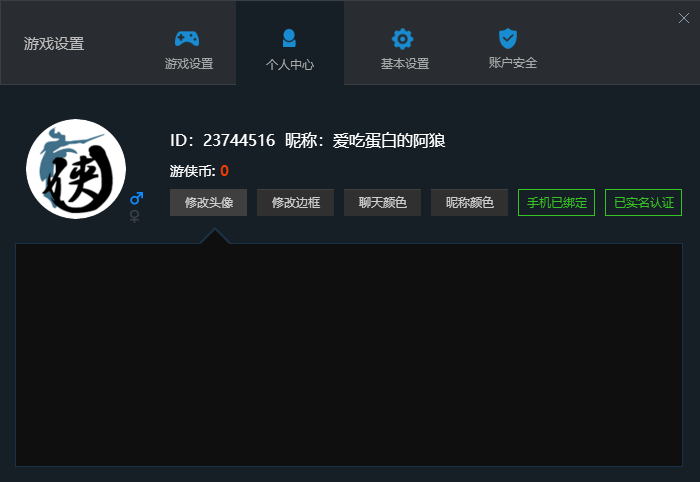 游戏设置
游戏设置 个人中心 基本设置 账户安全
侠
ID：23744516 昵称：爱吃蛋白的阿狼
游侠币: 0
修改头像 修改边框 聊天颜色 昵称颜色 手机已绑定 已实名认证